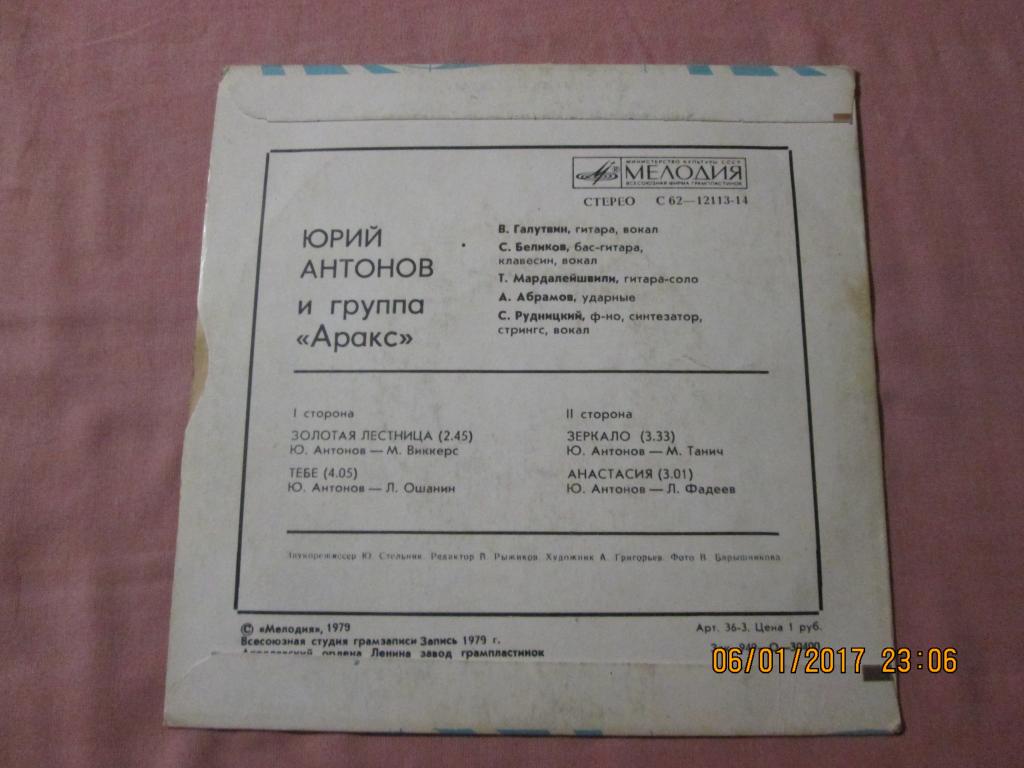 МИНИСТЕРСТВО КУЛЬТУРЫ СССР
МЕЛОДИЯ
ВСЕСОЮЗНАЯ ФИРМА ГРАМПЛАСТИНОК
СТЕРЕО С 62—12113-14
ЮРИЙ
АНТОНОВ
и группа
«Аракс»
В. Галутвин, гитара, вокал
С. Беликов, бас-гитара,
клавесин, вокал
Т. Мардалейшвили, гитара-соло
А. Абрамов, ударные
С. Рудницкий, ф-но, синтезатор,
стрингс, вокал
I сторона
ЗОЛОТАЯ ЛЕСТНИЦА (2.45)
Ю. Антонов — М. Виккерс
ТЕБЕ (4.05)
Ю. Антонов — Л. Ошанин
II сторона
ЗЕРКАЛО (3.33)
Ю. Антонов — М. Танич
АНАСТАСИЯ (3.01)
Ю. Антонов — Л. Фадеев
Звукорежиссер Ю. Стельник. Редактор В. Рыжиков. Художник А. Григорьев. Фото В. Барышникова
© «Мелодия», 1979
Всесоюзная студия грамзаписи Запись 1979 г.
ордена Ленина завод грампластинок
Арт. 36-3. Цена 1 руб.
06/01/2017 23:06